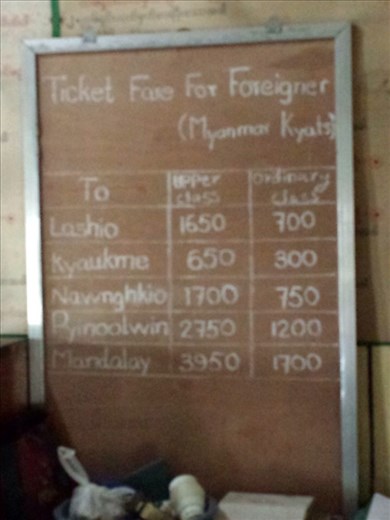 Ticket Fare For Foreigner
(Myanmar Kyats)
To Upper class Ordinary class
Lashio 1650 700
Kyaukme 650 300
Nawnghkio 1700 750
Pyinoolwin 2750 1200
Mandalay 3950 1700